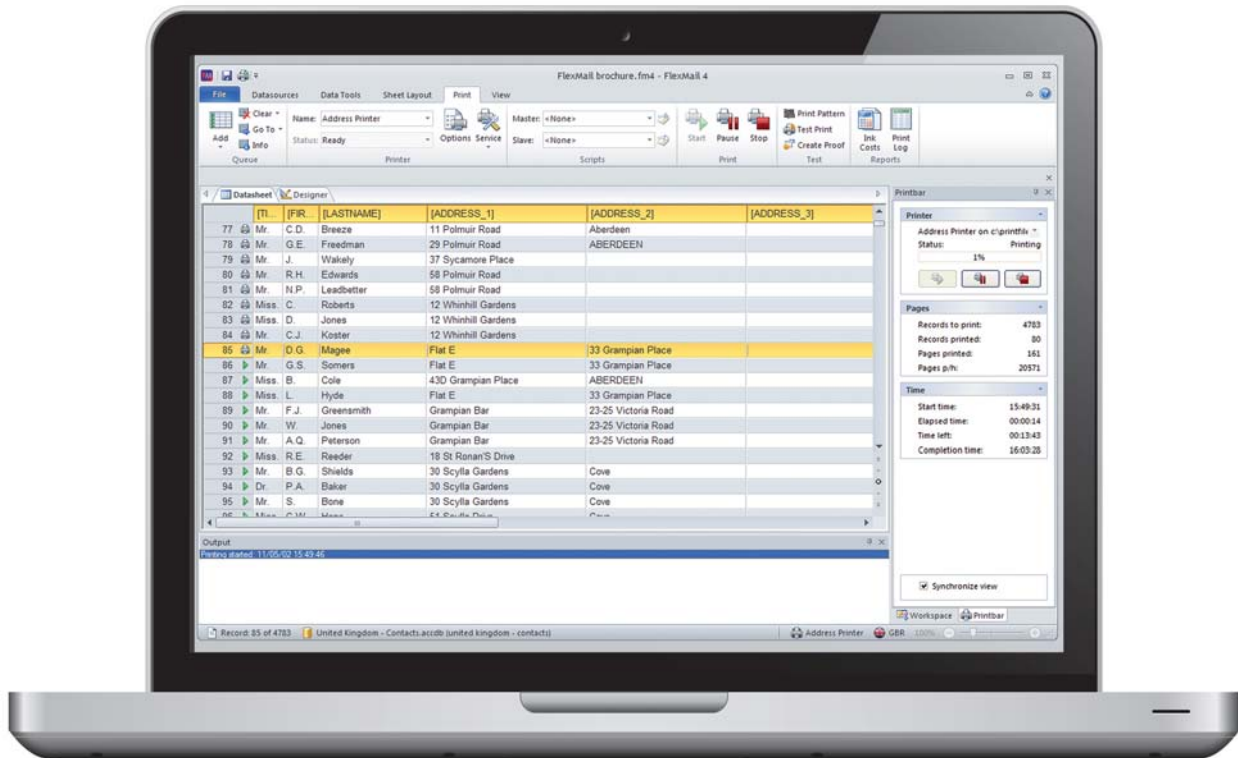 FlexMail brochure.fm4 - FlexMail 4
File Datasources Data Tools Sheet Layout Print View
Add
Clear
Go To
Info
Queue
Name: Address Printer
Status: Ready
Options Service
Printer
Master: <None>
Slave: <None>
Scripts
Start Pause Stop
Print
Print Pattern
Test Print
Create Proof
Test
Ink Costs
Print Log
Reports
Datasheet Designer
[TI... [FIR... [LASTNAME] [ADDRESS_1] [ADDRESS_2] [ADDRESS_3]
77 Mr. C.D. Breeze 11 Polmuir Road Aberdeen
78 Mr. G.E. Freedman 29 Polmuir Road ABERDEEN
79 Mr. J. Wakely 37 Sycamore Place
80 Mr. R.H. Edwards 58 Polmuir Road
81 Mr. N.P. Leadbetter 58 Polmuir Road
82 Miss. C. Roberts 12 Whinhill Gardens
83 Miss. D. Jones 12 Whinhill Gardens
84 Mr. C.J. Koster 12 Whinhill Gardens
85 Mr. D.G. Magee Flat E 33 Grampian Place
86 Mr. G.S. Somers Flat E 33 Grampian Place
87 Miss. B. Cole 43D Grampian Place ABERDEEN
88 Miss. L. Hyde Flat E 33 Grampian Place
89 Mr. F.J. Greensmith Grampian Bar 23-25 Victoria Road
90 Mr. W. Jones Grampian Bar 23-25 Victoria Road
91 Mr. A.Q. Peterson Grampian Bar 23-25 Victoria Road
92 Miss. R.E. Reeder 18 St Ronan'S Drive
93 Mr. B.G. Shields 30 Scylla Gardens Cove
94 Dr. P.A. Baker 30 Scylla Gardens Cove
95 Mr. S. Bone 30 Scylla Gardens Cove
Output
Printing started: 11/05/02 15:49:46
Printbar
Printer
Address Printer on c:\printfile
Status: Printing
1%
Pages
Records to print: 4783
Records printed: 80
Pages printed: 161
Pages p/h: 20571
Time
Start time: 15:49:31
Elapsed time: 00:00:14
Time left: 00:13:43
Completion time: 16:03:28
Synchronize view
Workspace Printbar
Record: 85 of 4783 United Kingdom - Contacts.accdb (united kingdom - contacts) Address Printer GBR 100%